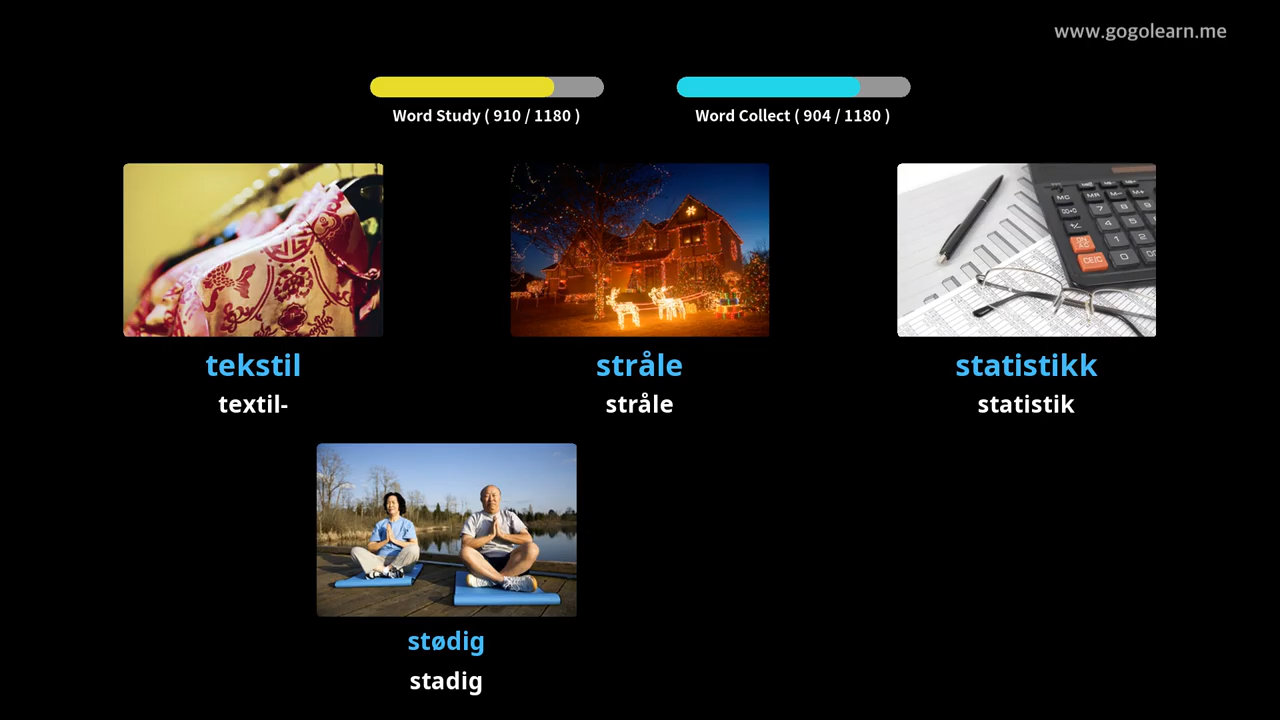 www.gogolearn.me
Word Study ( 910 / 1180 )
Word Collect ( 904 / 1180 )
tekstil
textil-
stråle
stråle
statistikk
statistik
stødig
stadig